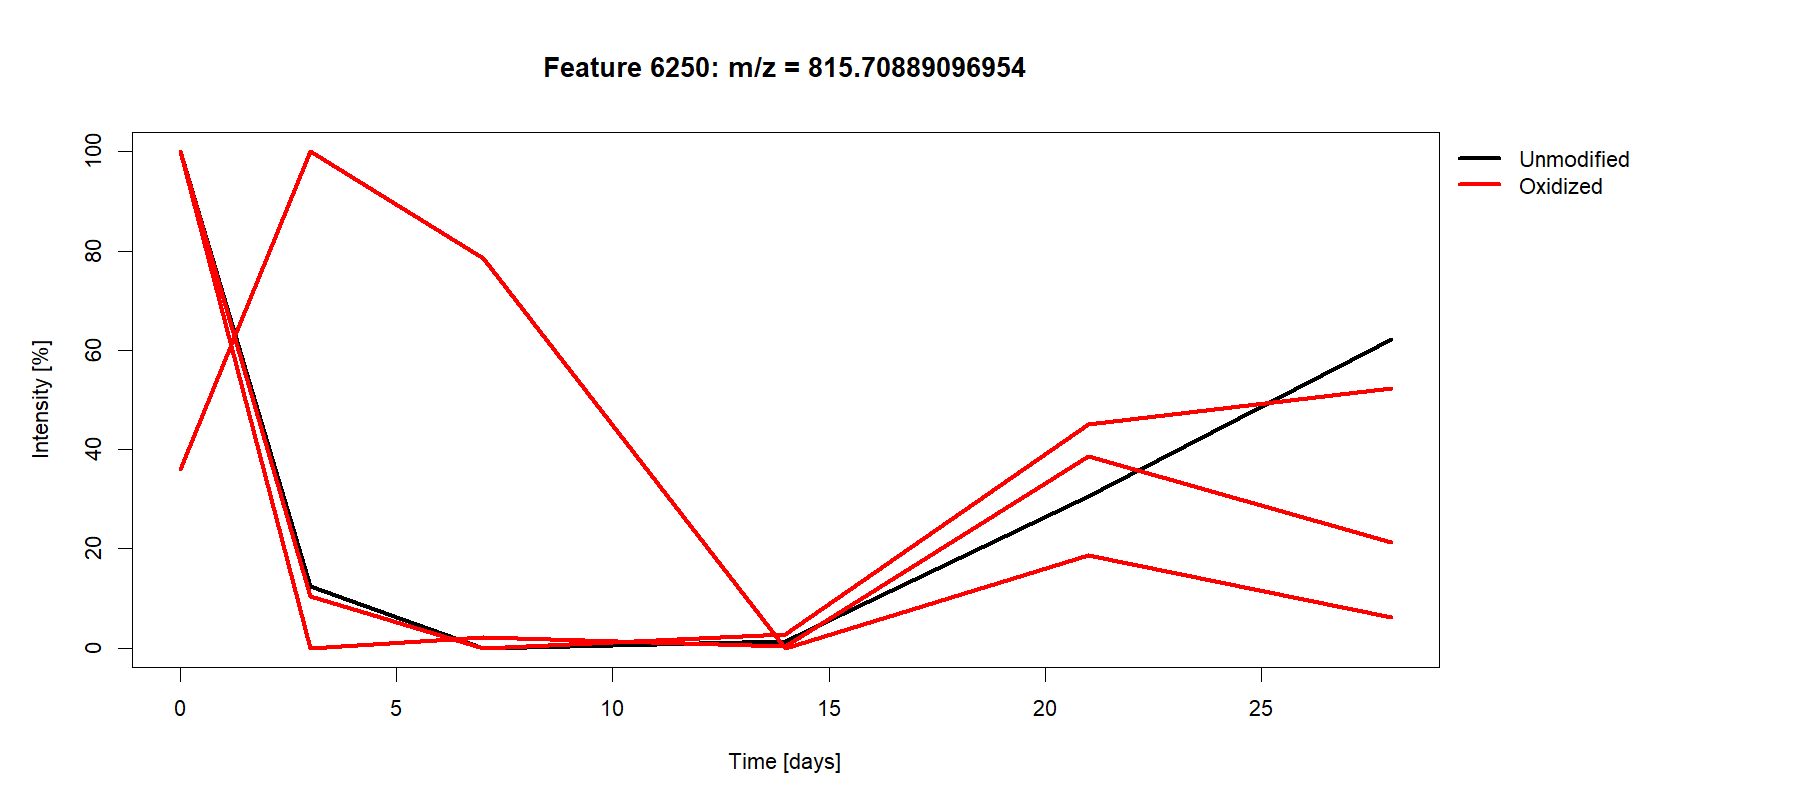 Feature 6250: m/z = 815.70889096954
Unmodified
Oxidized
Intensity [%]
100
80
60
40
20
0
0 5 10 15 20 25
Time [days]